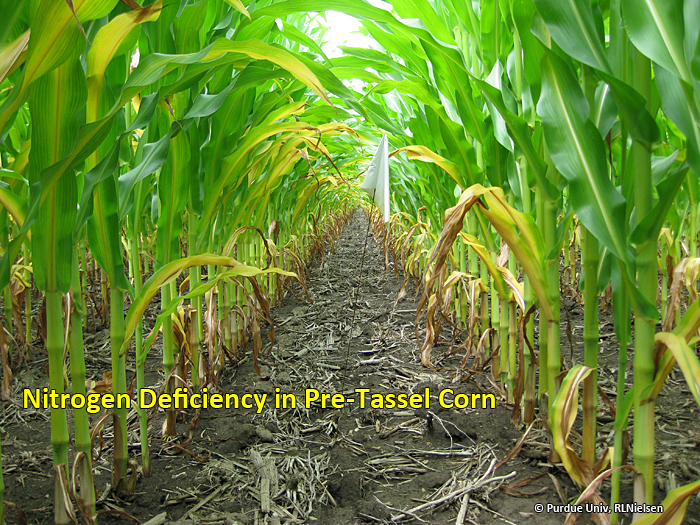 Nitrogen Deficiency in Pre-Tassel Corn
© Purdue Univ, RLNielsen